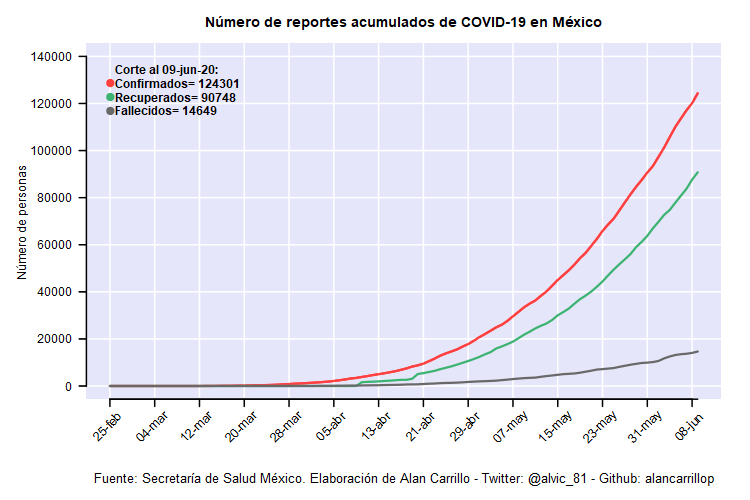 Número de reportes acumulados de COVID-19 en México
Corte al 09-jun-20:
Confirmados= 124301
Recuperados= 90748
Fallecidos= 14649
Número de personas
140000
120000
100000
80000
60000
40000
20000
0
25-feb
04-mar
12-mar
20-mar
28-mar
05-abr
13-abr
21-abr
29-abr
07-may
15-may
23-may
31-may
08-jun
Fuente: Secretaría de Salud México. Elaboración de Alan Carrillo - Twitter: @alvic_81 - Github: alancarrillop